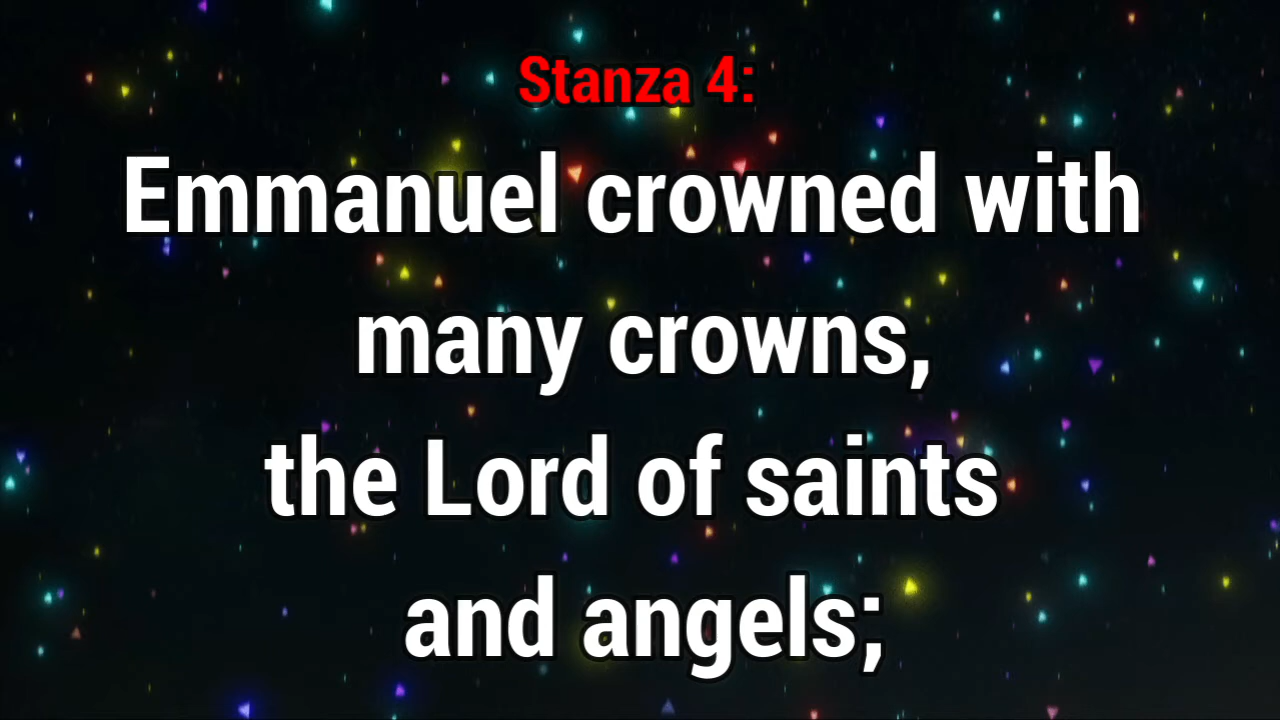 Stanza 4:
Emmanuel crowned with
many crowns,
the Lord of saints
and angels;